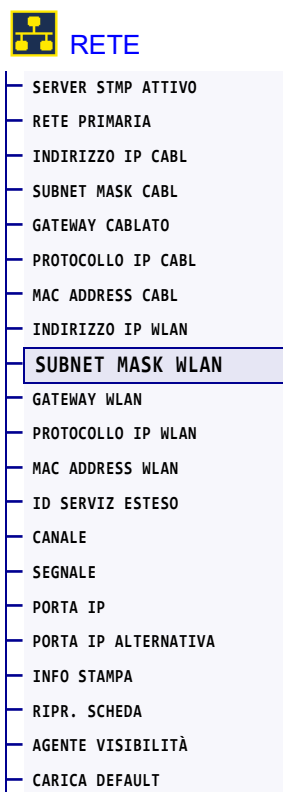 RETE
SERVER STMP ATTIVO
RETE PRIMARIA
INDIRIZZO IP CABL
SUBNET MASK CABL
GATEWAY CABLATO
PROTOCOLLO IP CABL
MAC ADDRESS CABL
INDIRIZZO IP WLAN
SUBNET MASK WLAN
GATEWAY WLAN
PROTOCOLLO IP WLAN
MAC ADDRESS WLAN
ID SERVIZ ESTESO
CANALE
SEGNALE
PORTA IP
PORTA IP ALTERNATIVA
INFO STAMPA
RIPR. SCHEDA
AGENTE VISIBILITÀ
CARICA DEFAULT